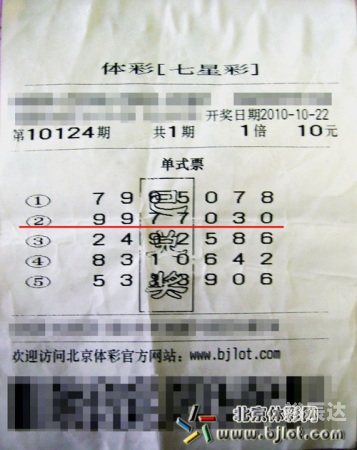 体彩[七星彩]
开奖日期2010-10-22
第10124期 共1期 1倍 10元
单式票
① 7 9 5 0 7 8
② 9 9 7 7 0 3 0
③ 2 4 2 5 8 6
④ 8 3 1 0 6 4 2
⑤ 5 3 9 0 6
已兑奖
欢迎访问北京体彩官方网站：www.bjlot.com
北京体彩网
www.bjlot.com